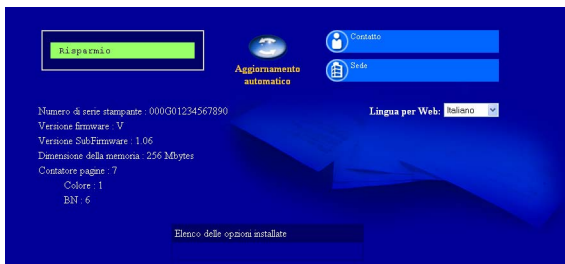 Risparmio
Aggiornamento
automatico
Contatto
Sede
Numero di serie stampante : 000G01234567890
Lingua per Web: Italiano
Versione firmware : V
Versione SubFirmware : 1.06
Dimensione della memoria : 256 Mbytes
Contatore pagine : 7
Colore : 1
BN : 6
Elenco delle opzioni installate